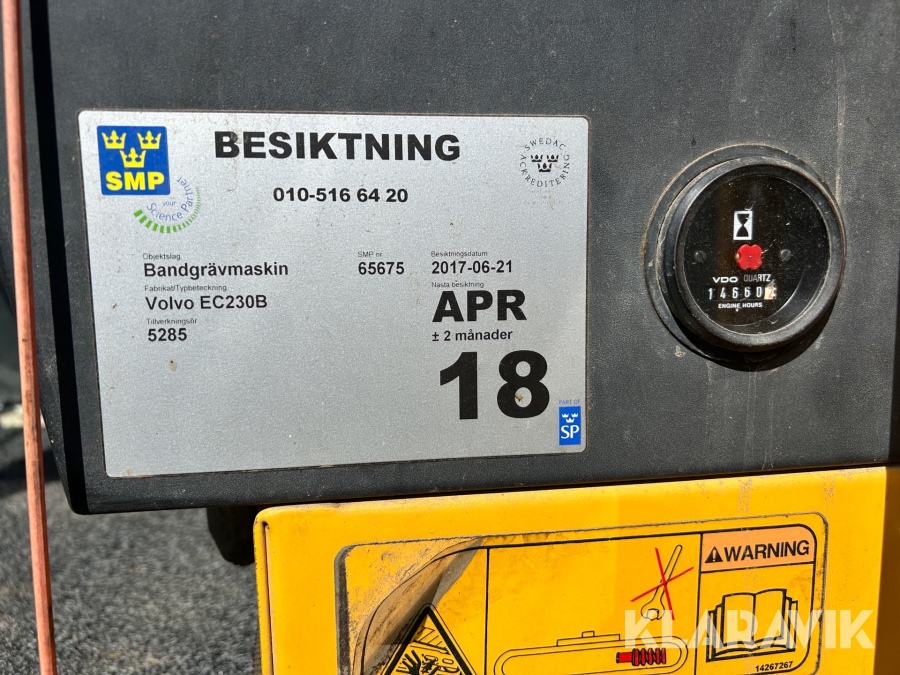 BESIKTNING
SMP
your
Science Partner
SWEDAC
ACKREDITERING
010-516 64 20
Objektslag
Bandgrävmaskin
SMP nr
65675
Besiktningsdatum
2017-06-21
Fabrikat/Typbeteckning
Volvo EC230B
Nästa besiktning
APR
± 2 månader
Tillverkningsnr
5285
18
PART OF
SP
VDO QUARTZ
14660
ENGINE HOURS
WARNING
14267267
KLARAVIK